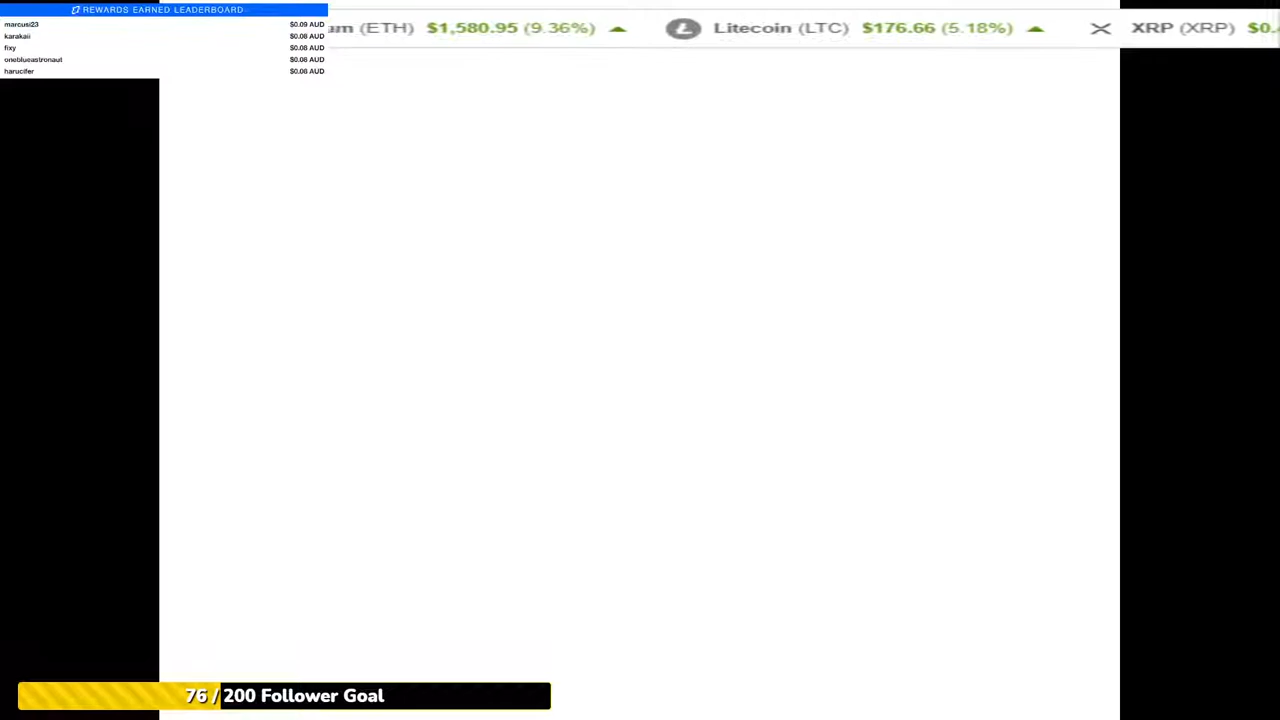 REWARDS EARNED LEADERBOARD
marcusi23 $0.09 AUD
karakaii $0.08 AUD
fixy $0.08 AUD
oneblueastronaut $0.08 AUD
harucifer $0.08 AUD
(ETH) $1,580.95 (9.36%) Litecoin (LTC) $176.66 (5.18%) XRP (XRP)
76 / 200 Follower Goal